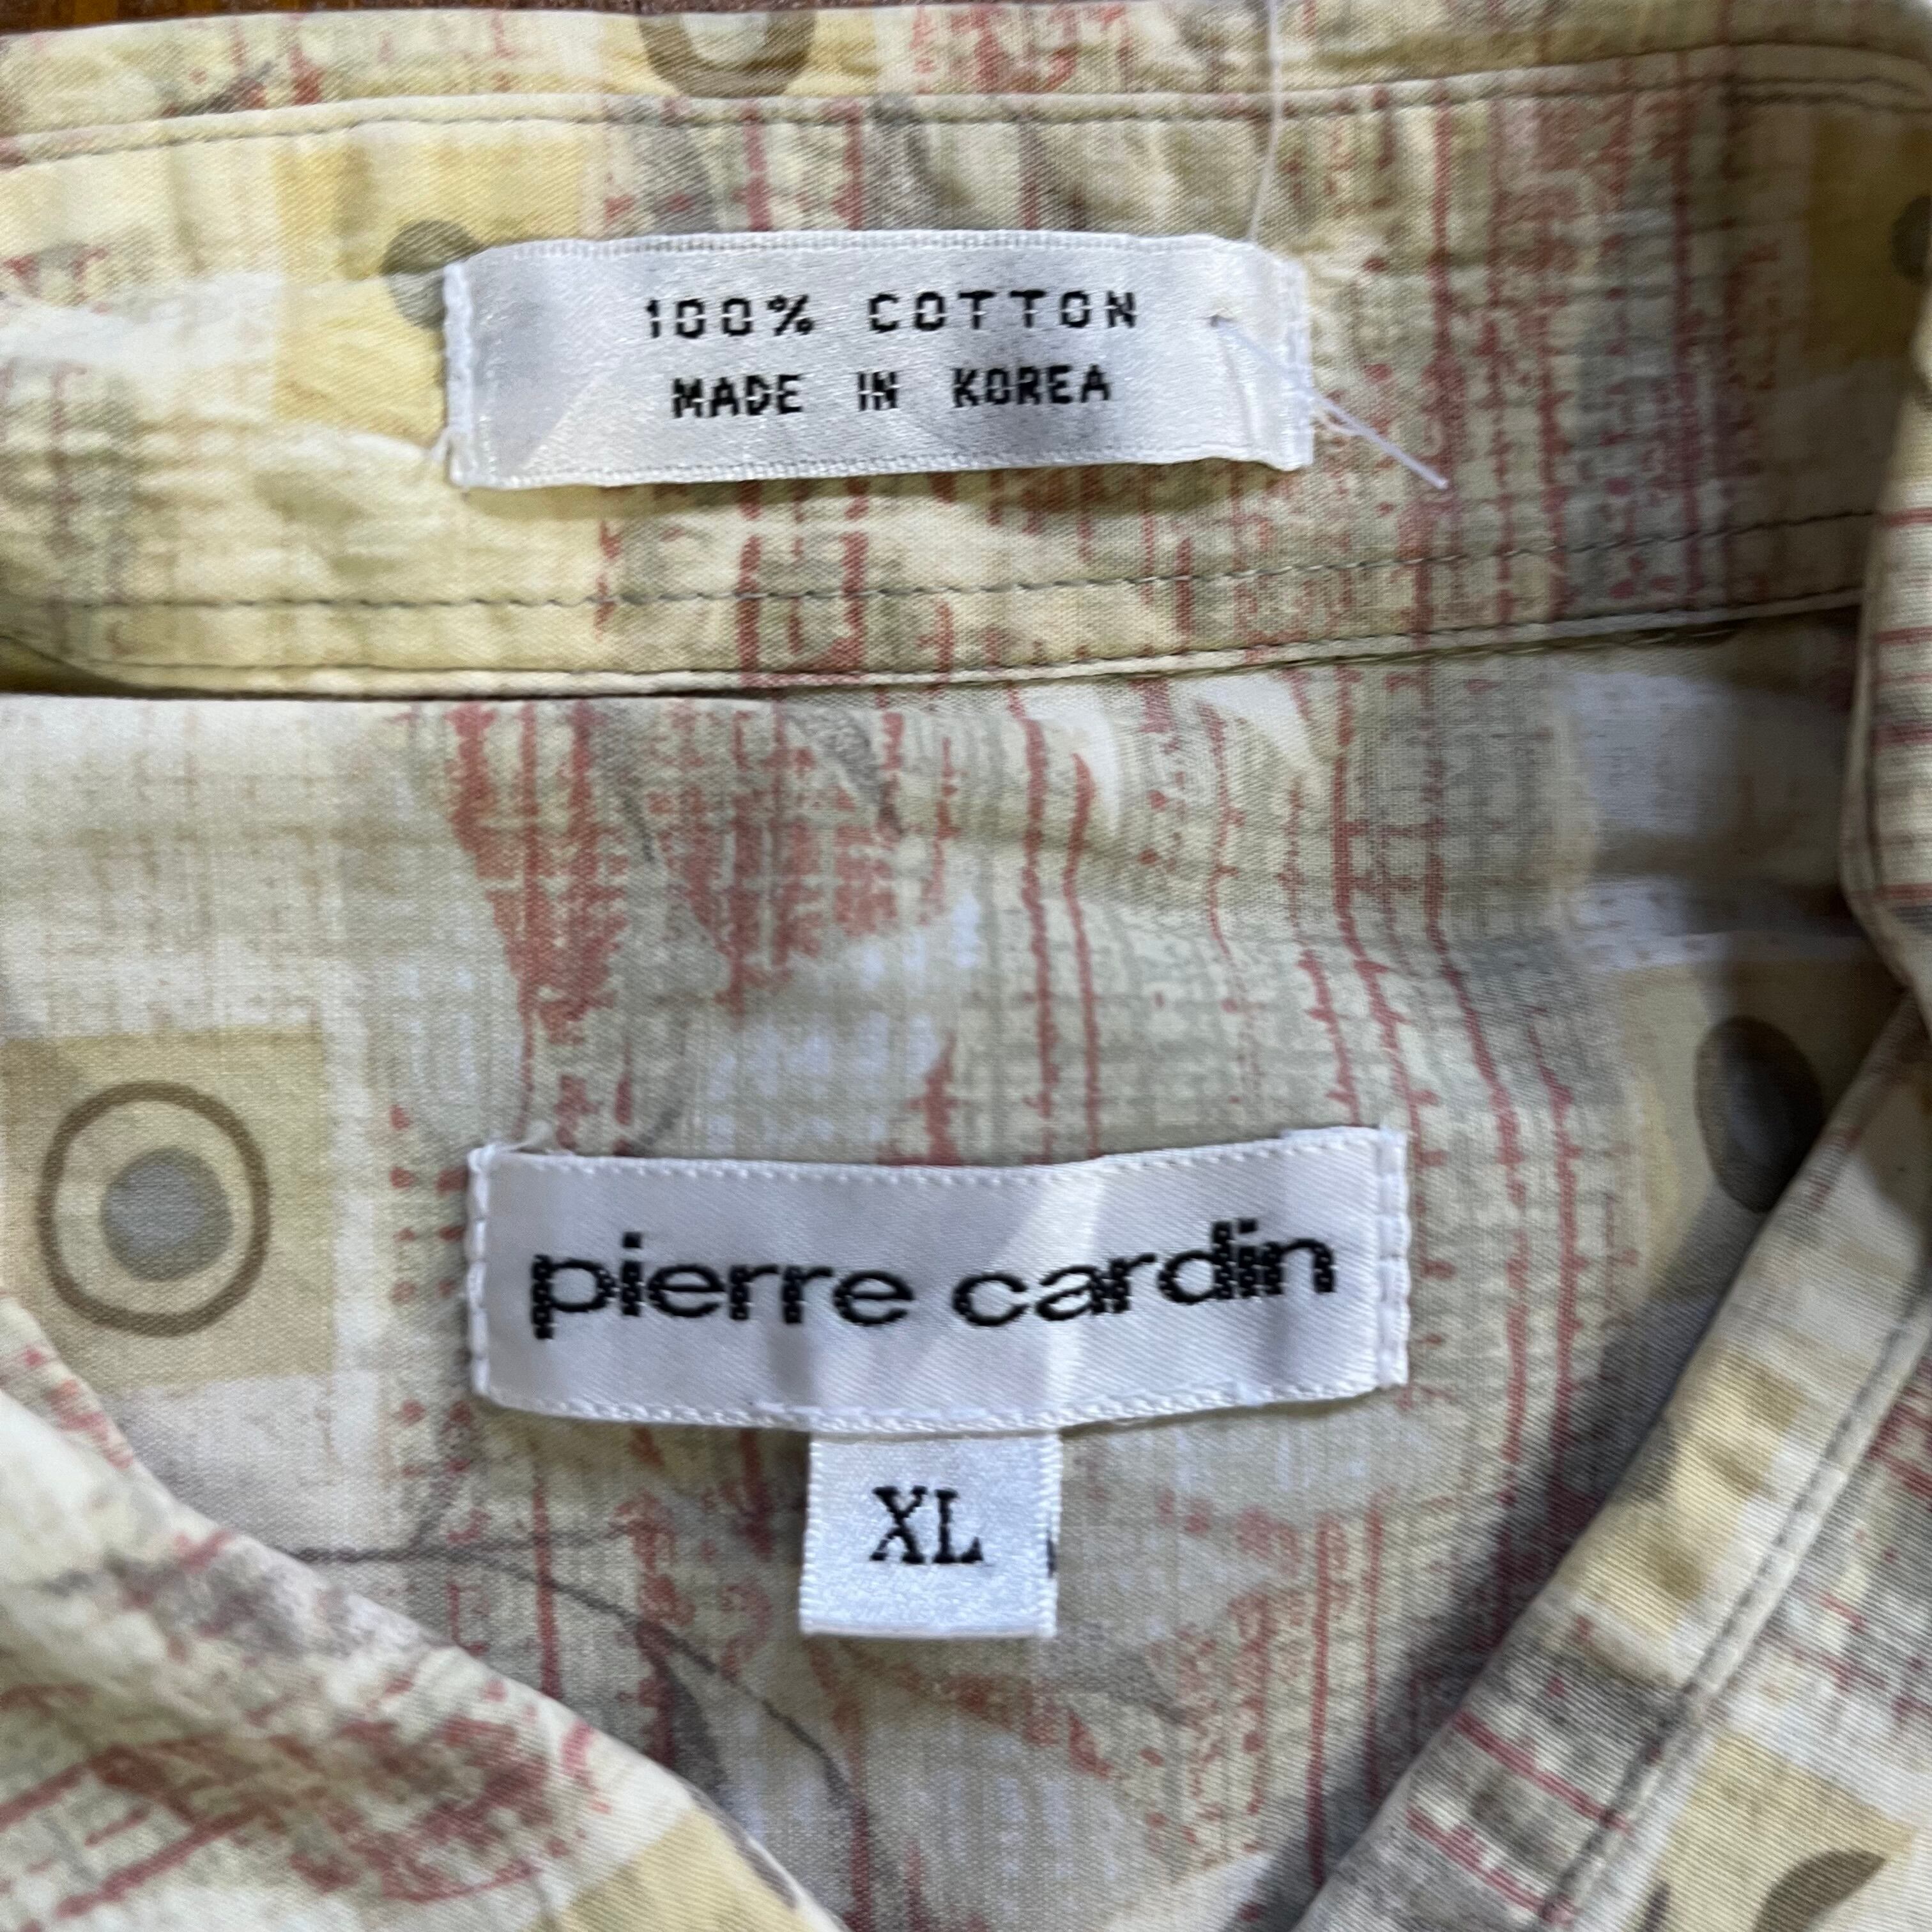 100% COTTON
MADE IN KOREA
pierre cardin
XL